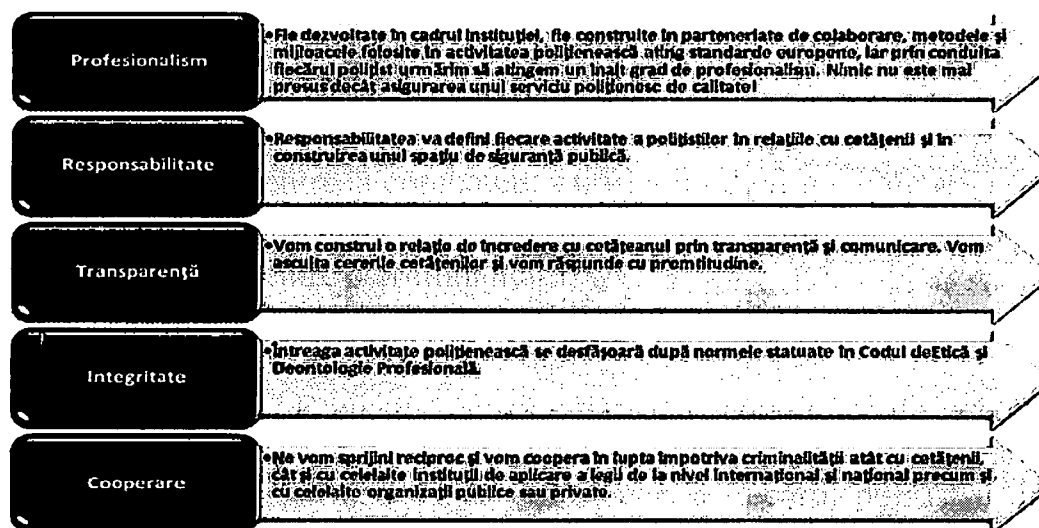 Profesionalism
•Fie dezvoltate în cadrul instituției, fie construite în parteneriate de colaborare, metodele și
mijloacele folosite în activitatea polițienească ating standarde europene, iar prin conduita
fiecărui polițist urmărim să atingem un înalt grad de profesionalism. Nimic nu este mai
presus decât asigurarea unui serviciu polițienesc de calitate!
Responsabilitate
•Responsabilitatea va defini fiecare activitate a polițiștilor în relațiile cu cetățenii și în
construirea unui spațiu de siguranță publică.
Transparență
•Vom construi o relație de încredere cu cetățeanul prin transparență și comunicare. Vom
asculta cererile cetățenilor și vom răspunde cu promtitudine.
Integritate
•Întreaga activitate polițienească se desfășoară după normele statuate în Codul deEtică și
Deontologie Profesională.
Cooperare
•Ne vom sprijini reciproc și vom coopera în lupta împotriva criminalității atât cu cetățenii,
cât și cu celelalte instituții de aplicare a legii de la nivel internațional și național precum și
cu celelalte organizații publice sau private.